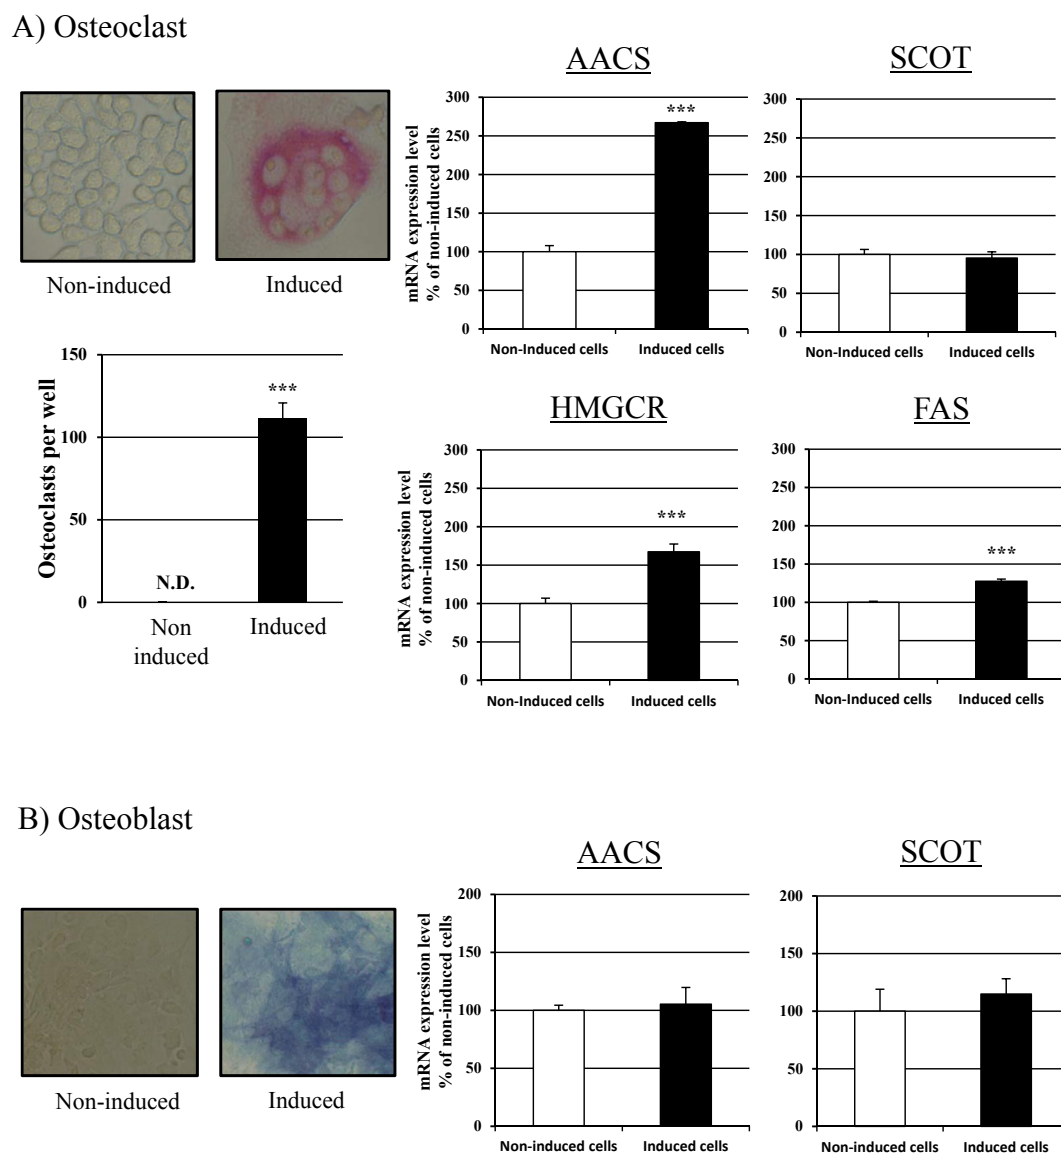 A) Osteoclast
Non-induced
Induced
Osteoclasts per well
150
100
50
0
***
N.D.
Non
induced
Induced
AACS
mRNA expression level
% of non-induced cells
300
250
200
150
100
50
0
***
Non-Induced cells
Induced cells
SCOT
300
250
200
150
100
50
0
Non-Induced cells
Induced cells
HMGCR
mRNA expression level
% of non-induced cells
300
250
200
150
100
50
0
***
Non-Induced cells
Induced cells
FAS
300
250
200
150
100
50
0
***
Non-Induced cells
Induced cells
B) Osteoblast
Non-induced
Induced
AACS
mRNA expression level
% of non-induced cells
200
150
100
50
0
Non-induced cells
Induced cells
SCOT
200
150
100
50
0
Non-induced cells
Induced cells